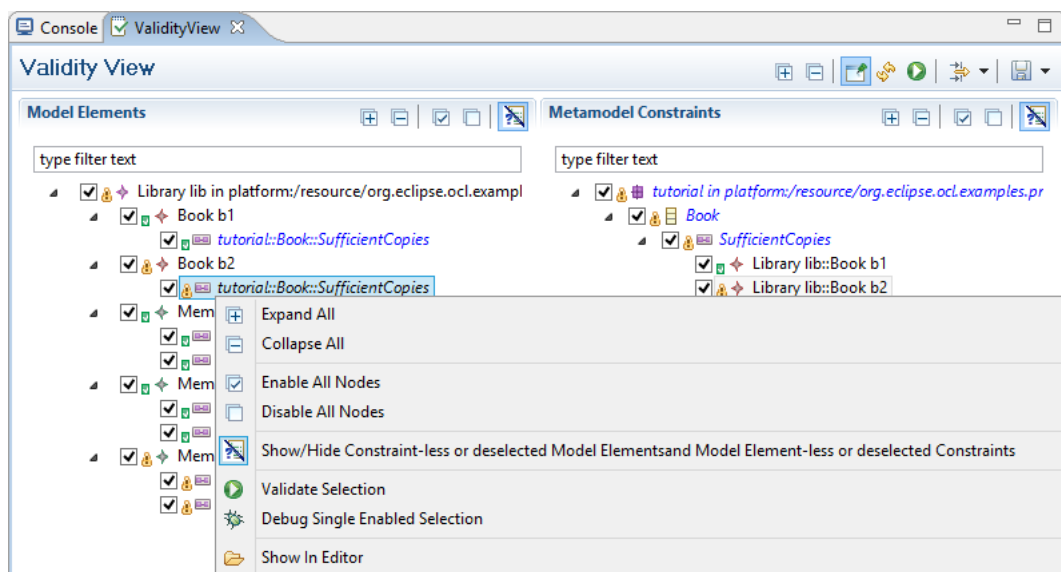 Console ValidityView
Validity View
Model Elements
Metamodel Constraints
type filter text
type filter text
Library lib in platform:/resource/org.eclipse.ocl.exampl
tutorial in platform:/resource/org.eclipse.ocl.examples.pr
Book b1
Book
tutorial::Book::SufficientCopies
SufficientCopies
Book b2
Library lib::Book b1
tutorial::Book::SufficientCopies
Library lib::Book b2
Mem
Expand All
Collapse All
Mem
Enable All Nodes
Disable All Nodes
Mem
Show/Hide Constraint-less or deselected Model Elementsand Model Element-less or deselected Constraints
Validate Selection
Debug Single Enabled Selection
Show In Editor